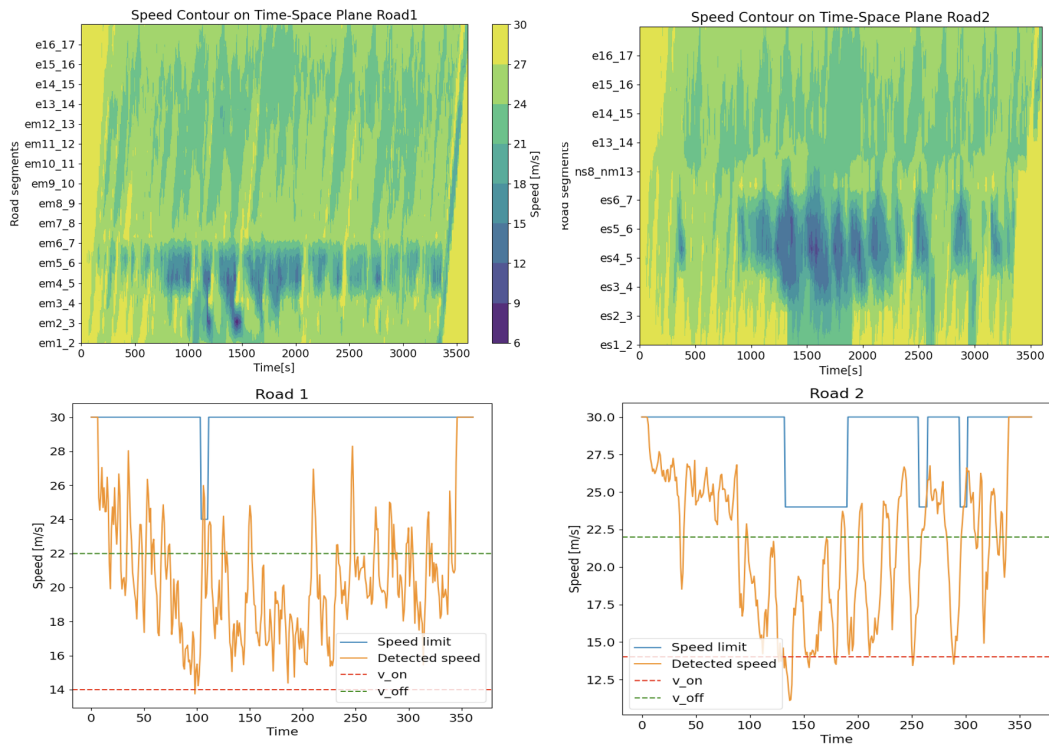 Speed Contour on Time-Space Plane Road1
e16_17
e15_16
e14_15
e13_14
em12_13
em11_12
em10_11
em9_10
em8_9
em7_8
em6_7
em5_6
em4_5
em3_4
em2_3
em1_2
Road segments
0 500 1000 1500 2000 2500 3000 3500
Time[s]
30
27
24
21
18
15
12
9
6
Speed [m/s]
Speed Contour on Time-Space Plane Road2
e16_17
e15_16
e14_15
e13_14
ns8_nm13
es6_7
es5_6
es4_5
es3_4
es2_3
es1_2
Road segments
0 500 1000 1500 2000 2500 3000 3500
Time[s]
Road 1
30
28
26
24
22
20
18
16
14
Speed [m/s]
Speed limit
Detected speed
v_on
v_off
0 50 100 150 200 250 300 350
Time
Road 2
30.0
27.5
25.0
22.5
20.0
17.5
15.0
12.5
Speed [m/s]
Speed limit
Detected speed
v_on
v_off
0 50 100 150 200 250 300 350
Time